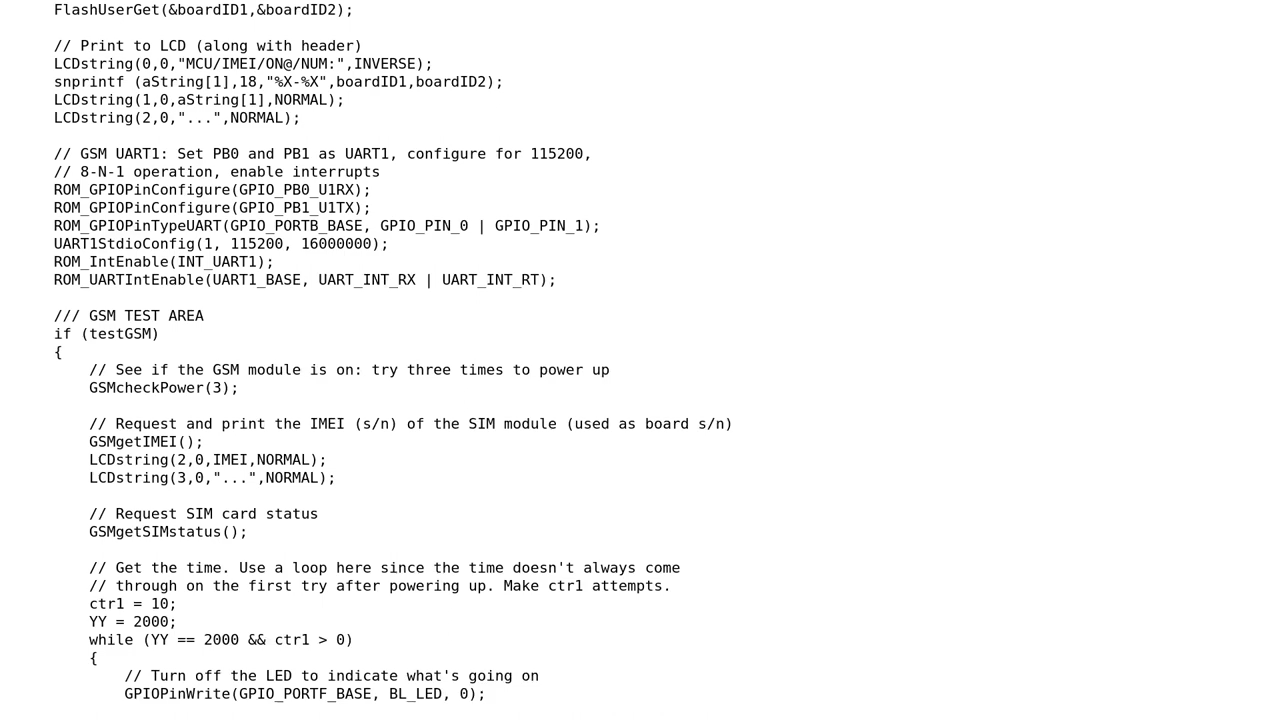 FlashUserGet(&boardID1,&boardID2);
// Print to LCD (along with header)
LCDstring(0,0,"MCU/IMEI/ON@/NUM:",INVERSE);
snprintf (aString[1],18,"%X-%X",boardID1,boardID2);
LCDstring(1,0,aString[1],NORMAL);
LCDstring(2,0,"...",NORMAL);
// GSM UART1: Set PB0 and PB1 as UART1, configure for 115200,
// 8-N-1 operation, enable interrupts
ROM_GPIOPinConfigure(GPIO_PB0_U1RX);
ROM_GPIOPinConfigure(GPIO_PB1_U1TX);
ROM_GPIOPinTypeUART(GPIO_PORTB_BASE, GPIO_PIN_0 | GPIO_PIN_1);
UART1StdioConfig(1, 115200, 16000000);
ROM_IntEnable(INT_UART1);
ROM_UARTIntEnable(UART1_BASE, UART_INT_RX | UART_INT_RT);
/// GSM TEST AREA
if (testGSM)
{
// See if the GSM module is on: try three times to power up
GSMcheckPower(3);
// Request and print the IMEI (s/n) of the SIM module (used as board s/n)
GSMgetIMEI();
LCDstring(2,0,IMEI,NORMAL);
LCDstring(3,0,"...",NORMAL);
// Request SIM card status
GSMgetSIMstatus();
// Get the time. Use a loop here since the time doesn't always come
// through on the first try after powering up. Make ctr1 attempts.
ctr1 = 10;
YY = 2000;
while (YY == 2000 && ctr1 > 0)
{
// Turn off the LED to indicate what's going on
GPIOPinWrite(GPIO_PORTF_BASE, BL_LED, 0);